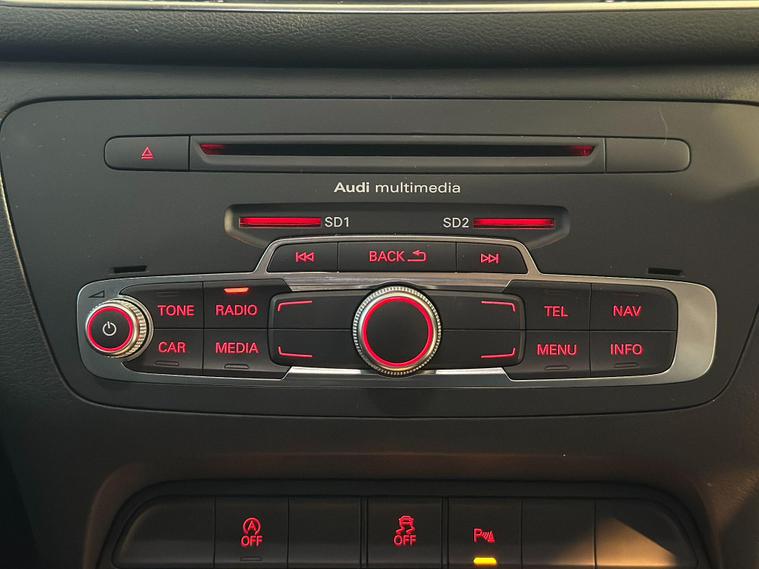 Audi multimedia
SD1 SD2
BACK
TONE RADIO TEL NAV
CAR MEDIA MENU INFO
A OFF OFF P